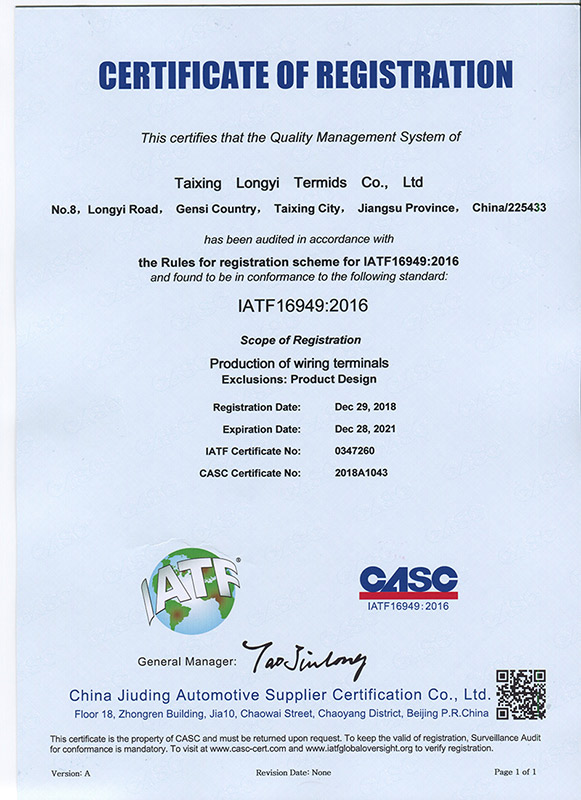 CERTIFICATE OF REGISTRATION
This certifies that the Quality Management System of
Taixing Longyi Termids Co., Ltd
No.8, Longyi Road, Gensi Country, Taixing City, Jiangsu Province, China/225433
has been audited in accordance with
the Rules for registration scheme for IATF16949:2016
and found to be in conformance to the following standard:
IATF16949:2016
Scope of Registration
Production of wiring terminals
Exclusions: Product Design
Registration Date: Dec 29, 2018
Expiration Date: Dec 28, 2021
IATF Certificate No: 0347260
CASC Certificate No: 2018A1043
IATF®
CASC
IATF16949:2016
General Manager: Tao Jinlong
China Jiuding Automotive Supplier Certification Co., Ltd.
Floor 18, Zhongren Building, Jia10, Chaowai Street, Chaoyang District, Beijing P.R.China
This certificate is the property of CASC and must be returned upon request. To keep the valid of registration, Surveillance Audit
for conformance is mandatory. To visit at www.casc-cert.com and www.iatfglobaloversight.org to verify registration.
Version: A Revision Date: None Page 1 of 1